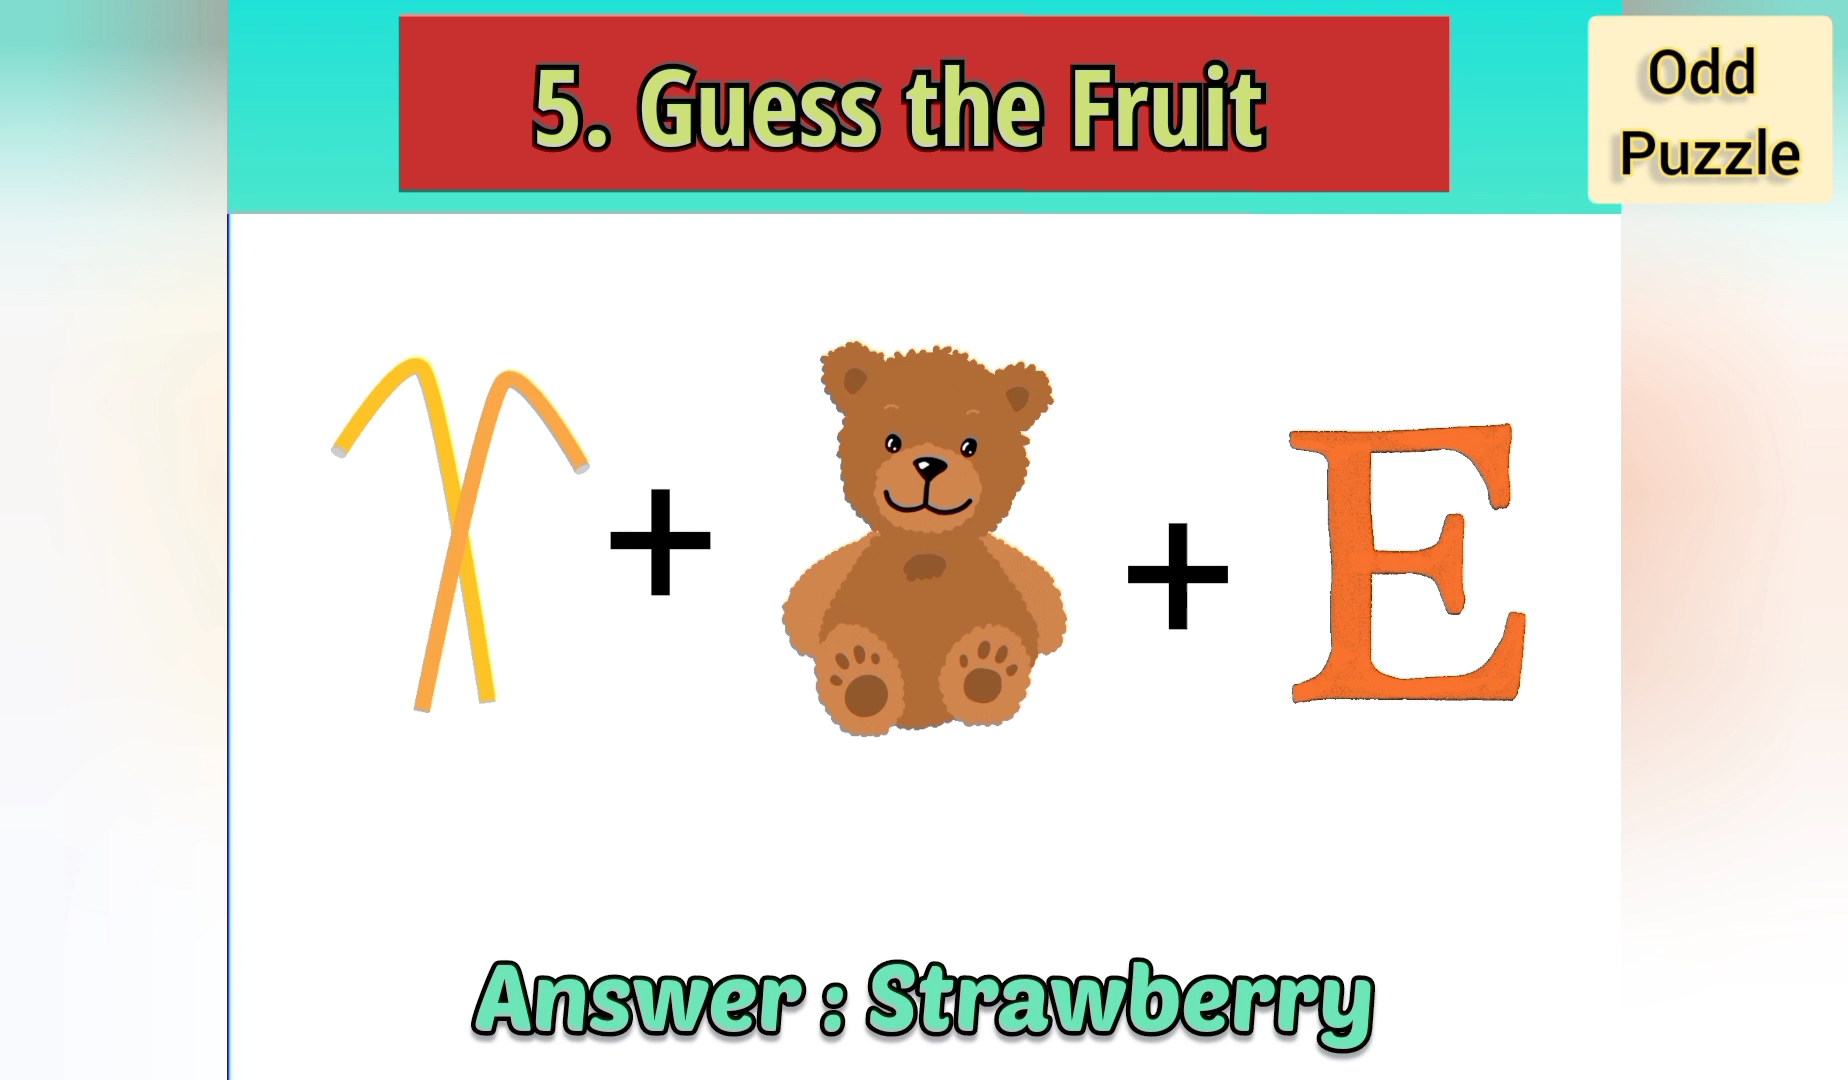 5. Guess the Fruit
Odd
Puzzle
+ + E
Answer : Strawberry